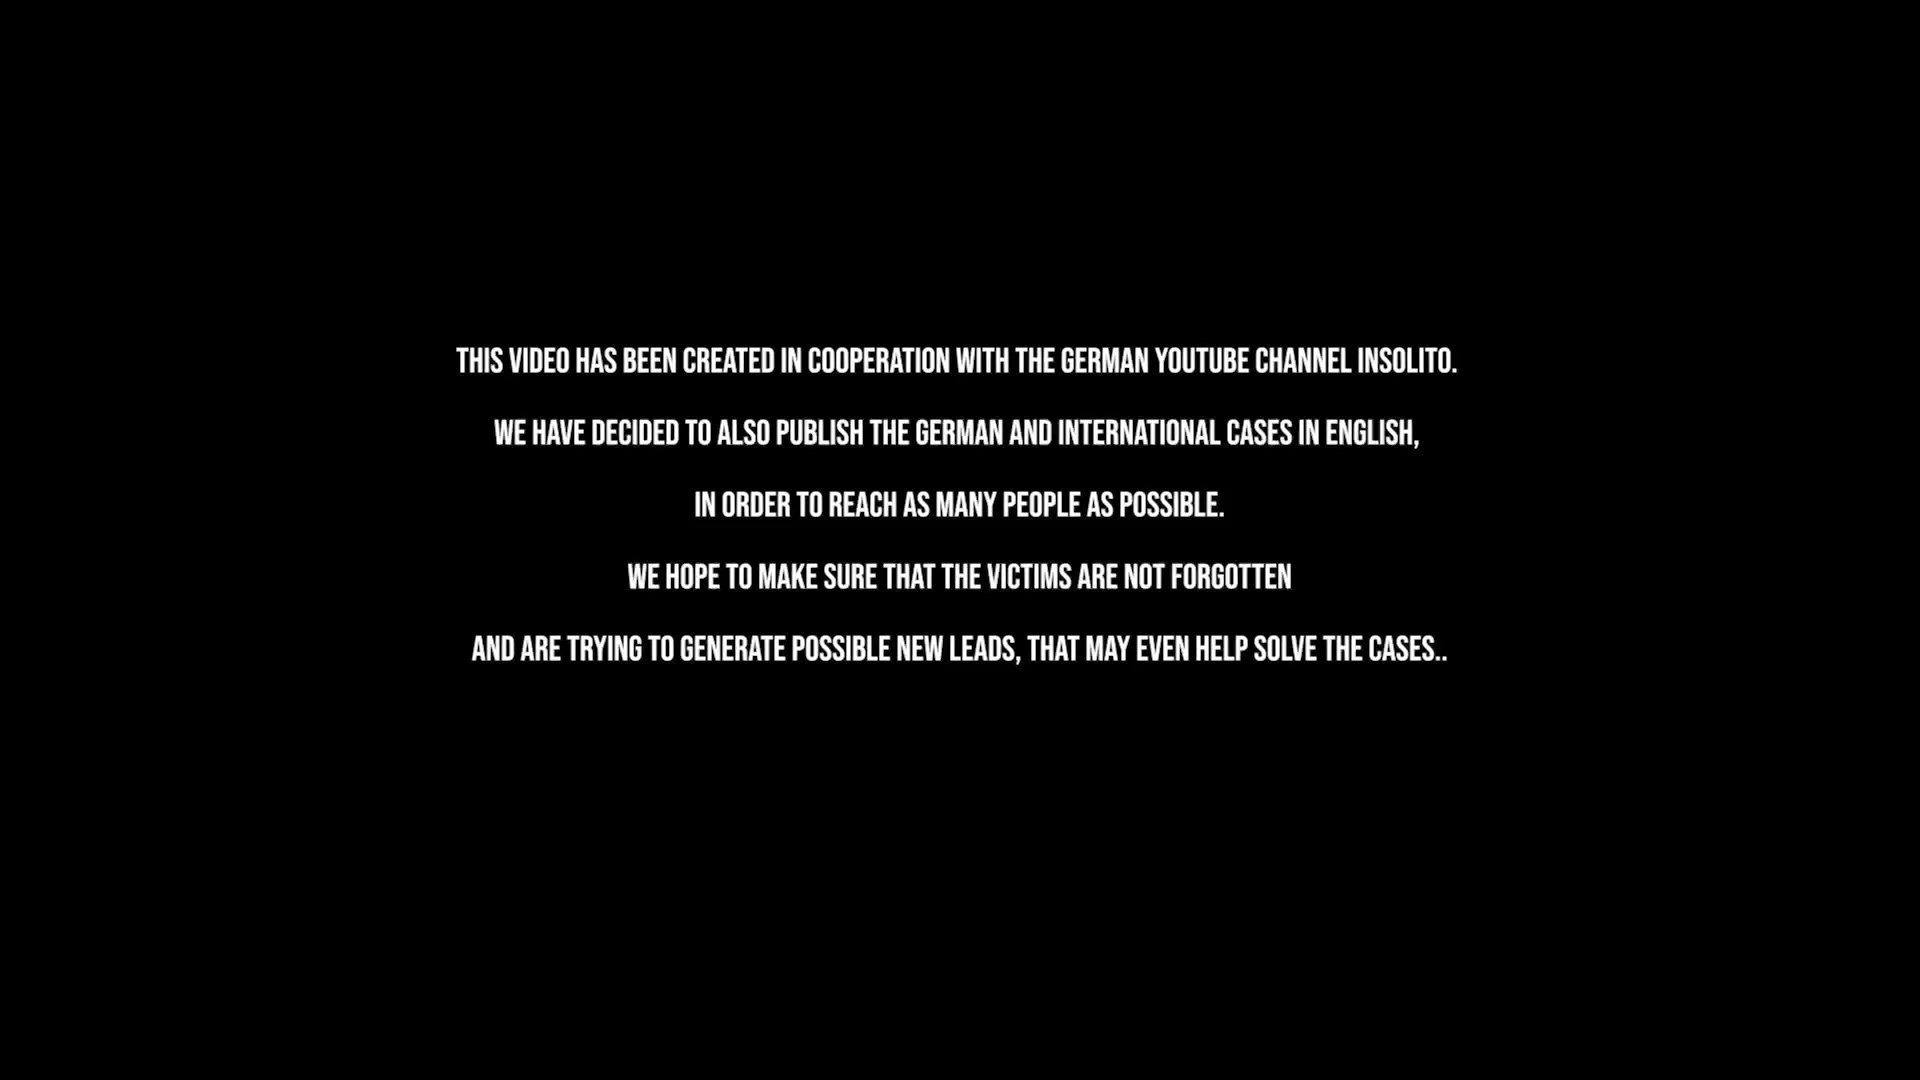 THIS VIDEO HAS BEEN CREATED IN COOPERATION WITH THE GERMAN YOUTUBE CHANNEL INSOLITO.
WE HAVE DECIDED TO ALSO PUBLISH THE GERMAN AND INTERNATIONAL CASES IN ENGLISH,
IN ORDER TO REACH AS MANY PEOPLE AS POSSIBLE.
WE HOPE TO MAKE SURE THAT THE VICTIMS ARE NOT FORGOTTEN
AND ARE TRYING TO GENERATE POSSIBLE NEW LEADS, THAT MAY EVEN HELP SOLVE THE CASES..